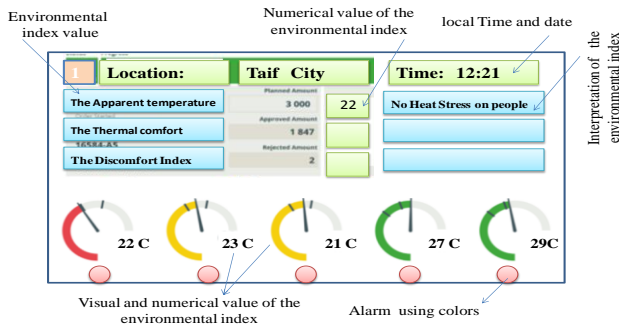 Environmental
index value
Numerical value of the
environmental index
local Time and date
Interpretation of the
environmental index
1
Location:
Taif City
Time: 12:21
The Apparent temperature
Planned Amount
3 000
22
No Heat Stress on people
Approved Amount
The Thermal comfort
1 847
16584-A5
Rejected Amount
The Discomfort Index
2
22 C
23 C
21 C
27 C
29C
Visual and numerical value of the
environmental index
Alarm using colors